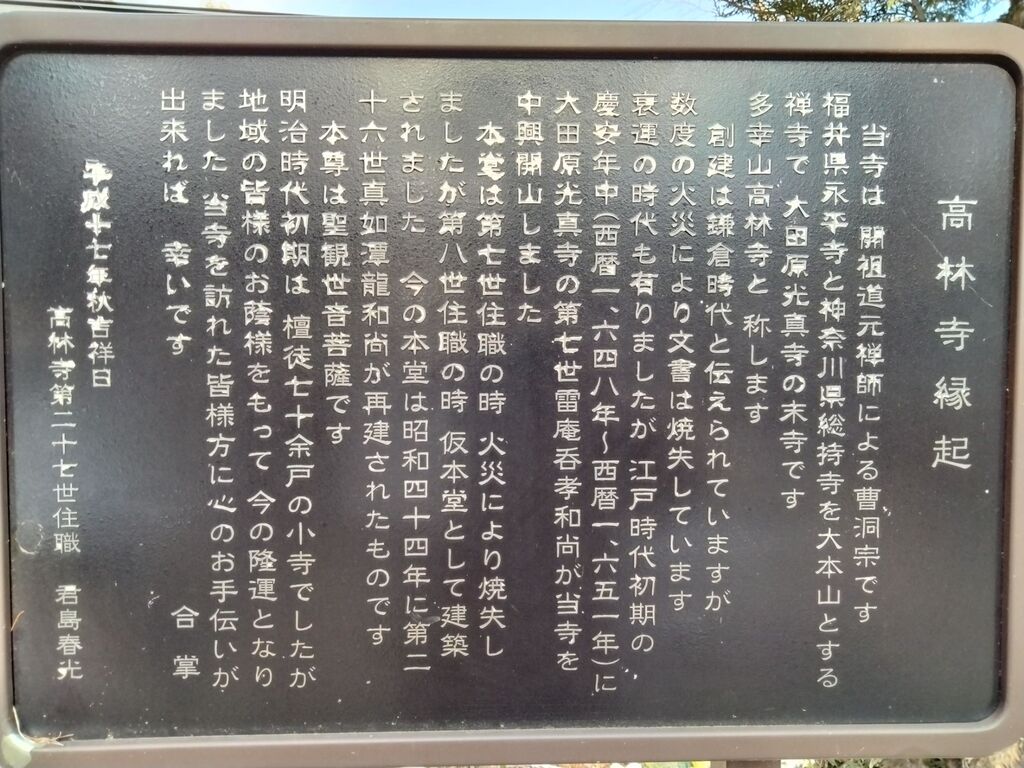 高林寺縁起
当寺は 開祖道元禅師による曹洞宗です
福井県永平寺と神奈川県総持寺を大本山とする
禅寺で 大田原光真寺の末寺です
多幸山高林寺と 称します
創建は鎌倉時代と伝えられていますが
数度の火災により文書は焼失しています
衰運の時代も有りましたが 江戸時代初期の
慶安年中(西暦一、六四八年~西暦一、六五一年)に
大田原光真寺の第七世雷庵呑孝和尚が当寺を
中興開山しました
本堂は第七世住職の時 火災により焼失し
ましたが第八世住職の時 仮本堂として建築
されました 今の本堂は昭和四十四年に第二
十六世真如潭龍和尚が再建されたものです
本尊は聖観世音菩薩です
明治時代初期は 檀徒七十余戸の小寺でしたが
地域の皆様のお蔭様をもって 今の隆運となり
ました 当寺を訪れた皆様方に心のお手伝いが
出来れば 幸いです
合掌
平成十七年秋吉祥日
高林寺第二十七世住職 君島春光